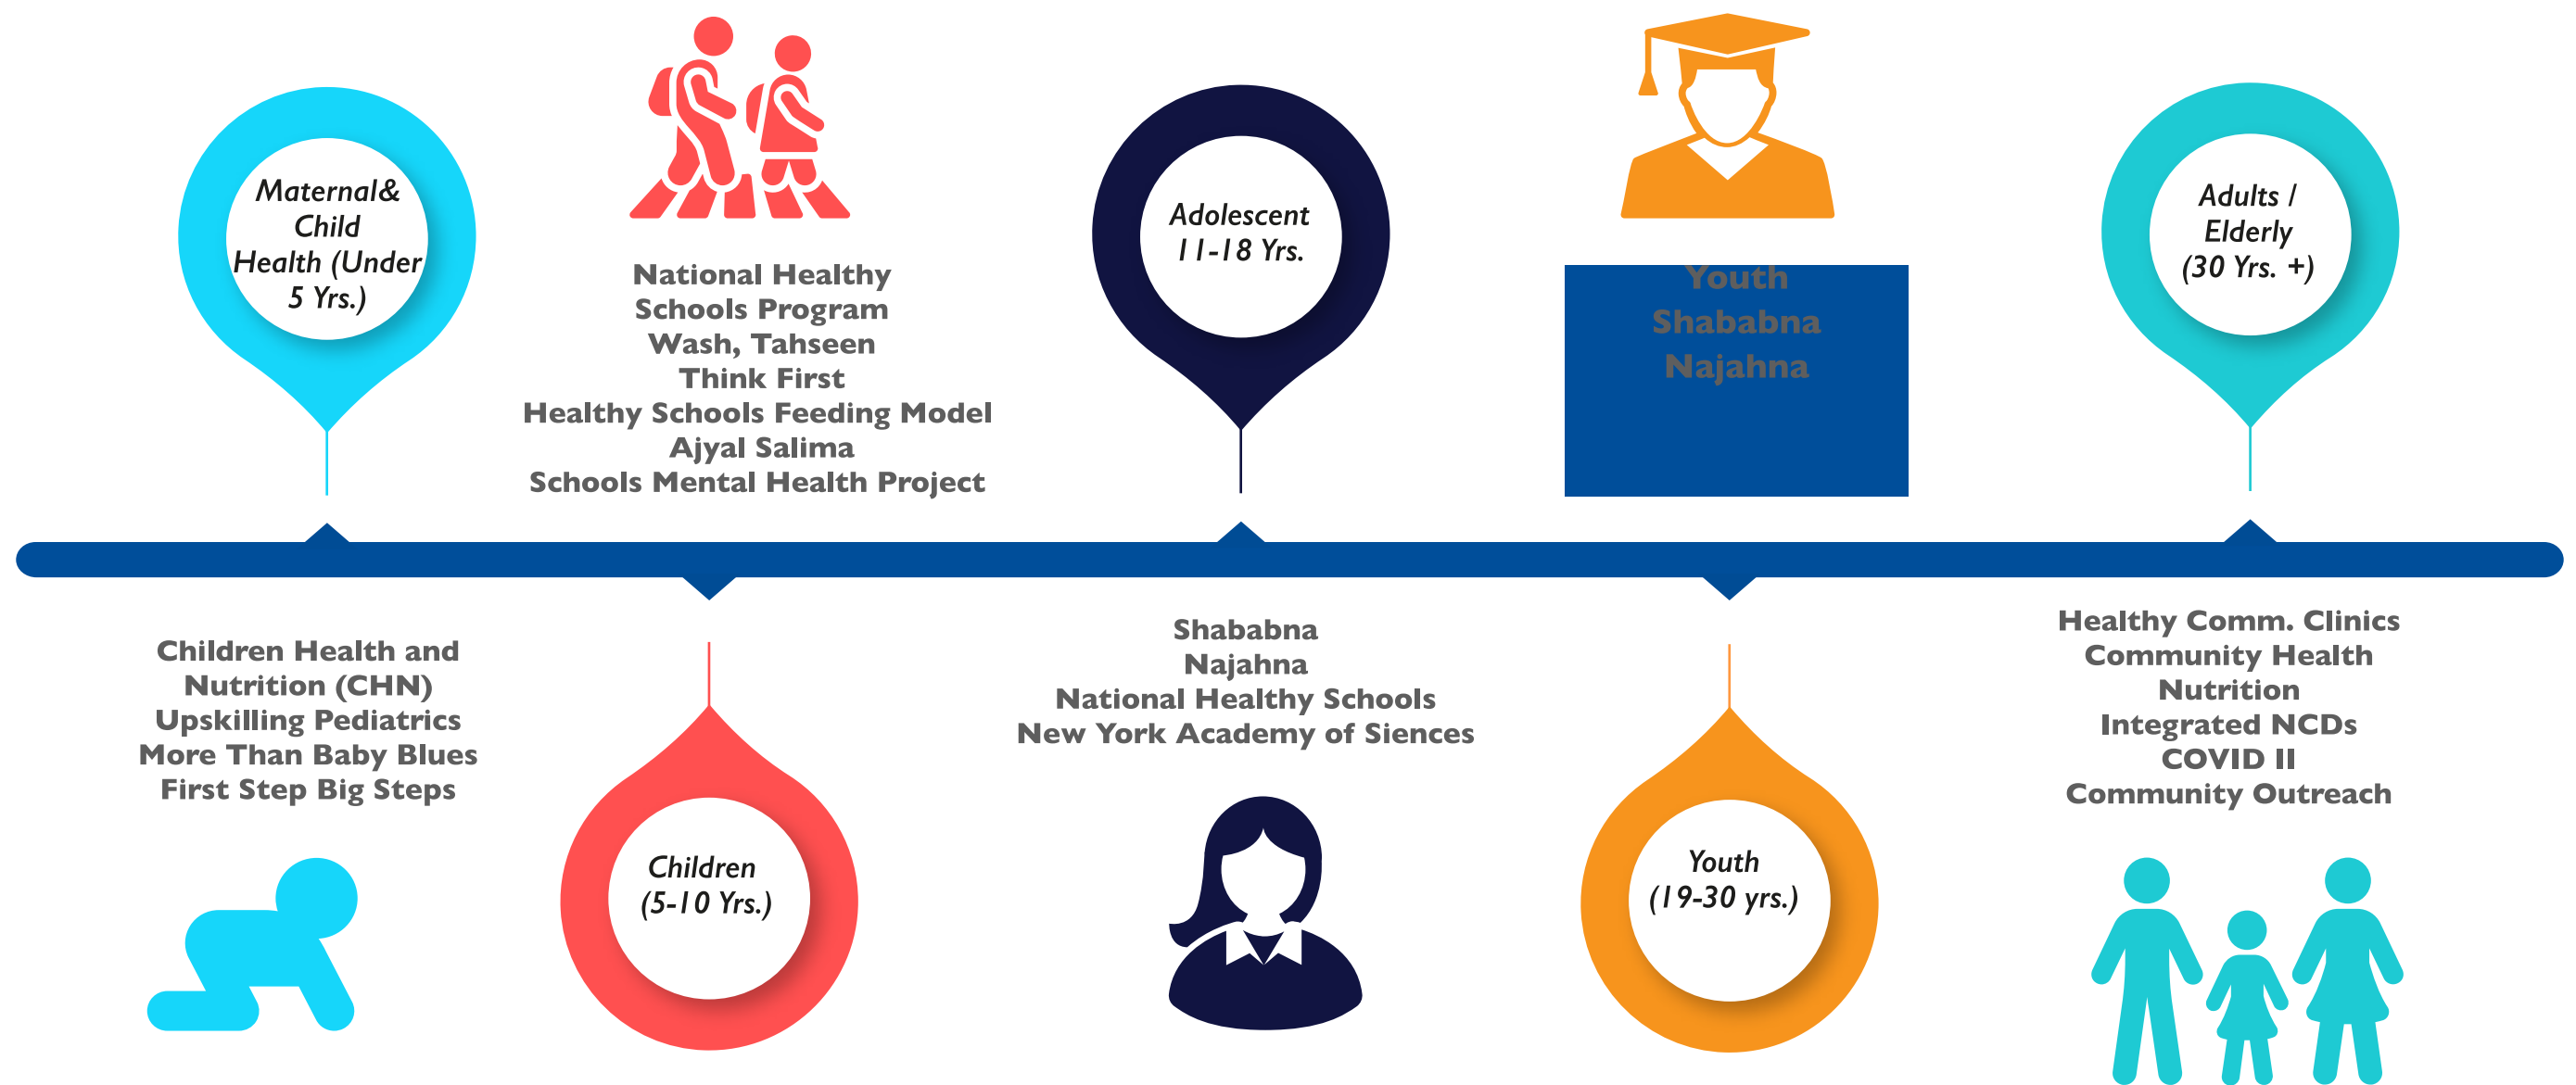 Maternal&
Child
Health (Under
5 Yrs.)
National Healthy
Schools Program
Wash, Tahseen
Think First
Healthy Schools Feeding Model
Ajyal Salima
Schools Mental Health Project
Adolescent
11-18 Yrs.
Youth
Shababna
Najahna
Adults /
Elderly
(30 Yrs. +)
Children Health and
Nutrition (CHN)
Upskilling Pediatrics
More Than Baby Blues
First Step Big Steps
Children
(5-10 Yrs.)
Shababna
Najahna
National Healthy Schools
New York Academy of Siences
Youth
(19-30 yrs.)
Healthy Comm. Clinics
Community Health
Nutrition
Integrated NCDs
COVID II
Community Outreach